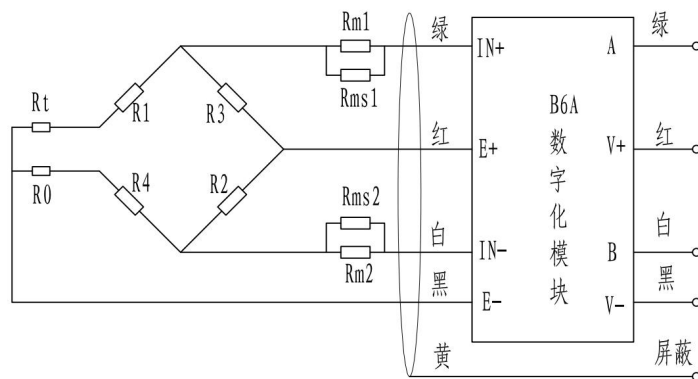 Rm1
绿
绿
IN+
A
Rms1
B6A
数
字
化
模
块
Rt
R1
R3
红
红
E+
V+
R0
R4
R2
Rms2
白
白
IN-
B
Rm2
黑
黑
E-
V-
黄
屏蔽